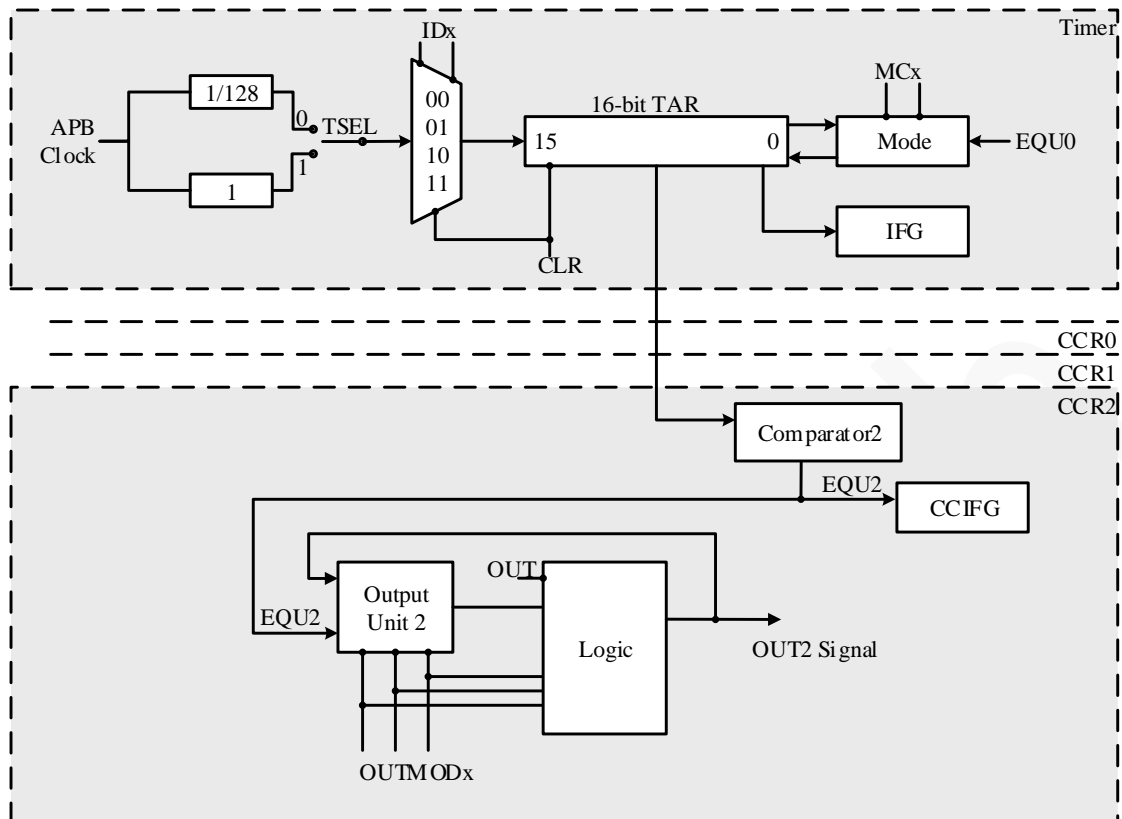 Timer
IDx
MCx
1/128
00
16-bit TAR
APB
Clock
0
TSEL
01
15
0
Mode
EQU0
10
1
1
11
IFG
CLR
CCR0
CCR1
CCR2
Comparator2
EQU2
CCIFG
OUT
Output
Unit 2
EQU2
Logic
OUT2 Signal
OUTMODx